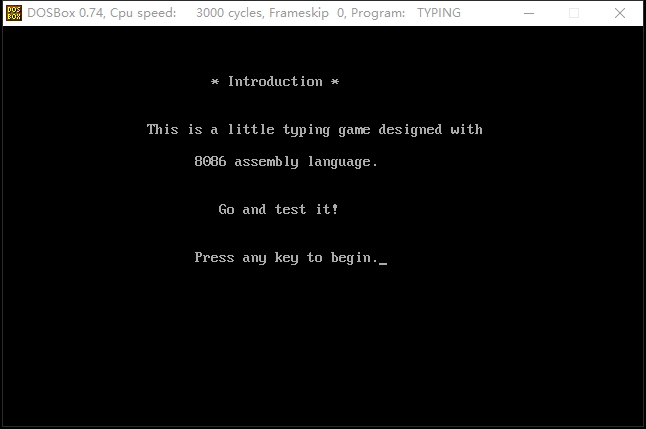 DOS BOX DOSBox 0.74, Cpu speed: 3000 cycles, Frameskip 0, Program: TYPING
* Introduction *
This is a little typing game designed with
8086 assembly language.
Go and test it!
Press any key to begin._